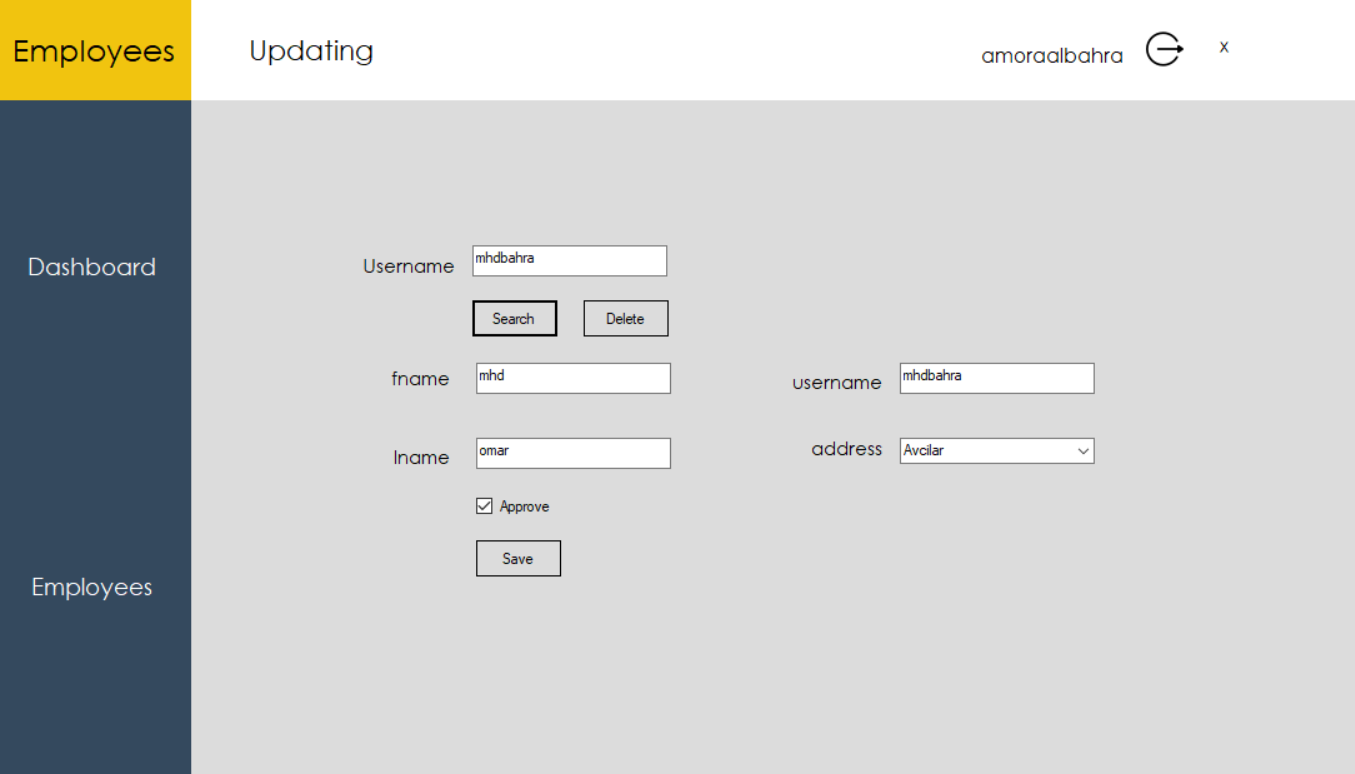 Employees
Updating
amoraalbahra
X
Dashboard
Employees
Username
mhdbahra
Search
Delete
fname
mhd
username
mhdbahra
lname
omar
address
Avcilar
Approve
Save